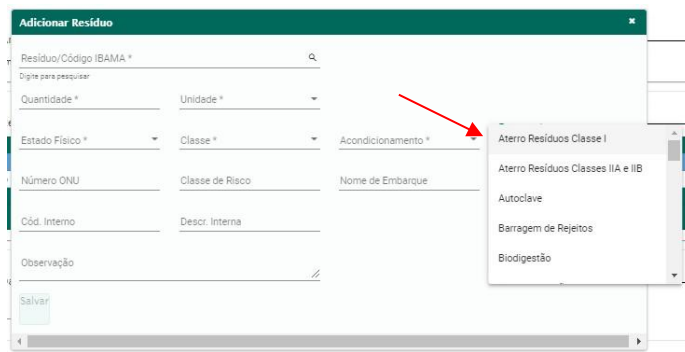 Adicionar Resíduo
Resíduo/Código IBAMA *
Digite para pesquisar
Quantidade *
Unidade *
Estado Físico *
Classe *
Acondicionamento *
Aterro Resíduos Classe I
Aterro Resíduos Classes IIA e IIB
Autoclave
Barragem de Rejeitos
Biodigestão
Número ONU
Classe de Risco
Nome de Embarque
Cód. Interno
Descr. Interna
Observação
Salvar